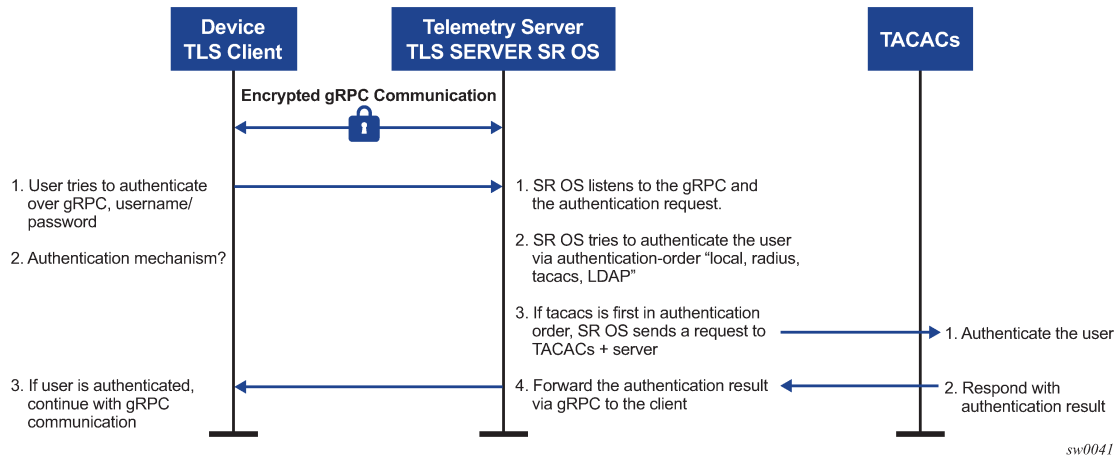 Device
TLS Client
Telemetry Server
TLS SERVER SR OS
TACACs
Encrypted gRPC Communication
1. User tries to authenticate
over gRPC, username/
password
2. Authentication mechanism?
3. If user is authenticated,
continue with gRPC
communication
1. SR OS listens to the gRPC and
the authentication request.
2. SR OS tries to authenticate the user
via authentication-order “local, radius,
tacacs, LDAP”
3. If tacacs is first in authentication
order, SR OS sends a request to
TACACs + server
4. Forward the authentication result
via gRPC to the client
1. Authenticate the user
2. Respond with
authentication result
sw0041